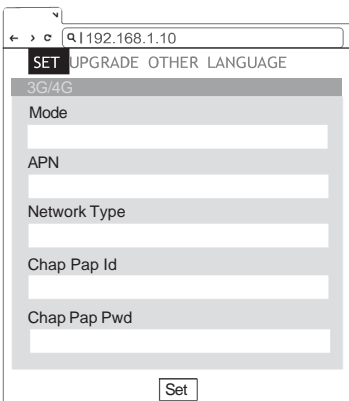 192.168.1.10
SET UPGRADE OTHER LANGUAGE
3G/4G
Mode
APN
Network Type
Chap Pap Id
Chap Pap Pwd
Set